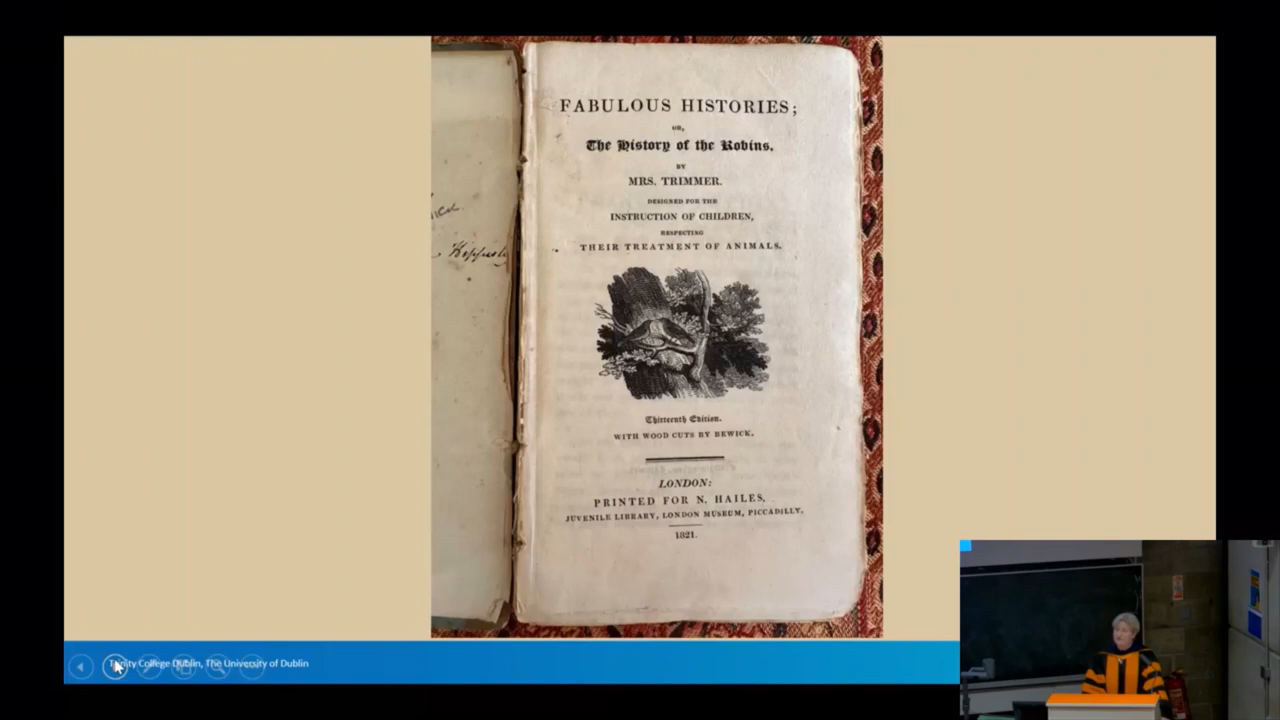 FABULOUS HISTORIES;
OR,
The History of the Robins.
BY
MRS. TRIMMER.
DESIGNED FOR THE
INSTRUCTION OF CHILDREN,
RESPECTING
THEIR TREATMENT OF ANIMALS.
Thirteenth Edition.
WITH WOOD CUTS BY BEWICK.
LONDON:
PRINTED FOR N. HAILES,
JUVENILE LIBRARY, LONDON MUSEUM, PICCADILLY.
1821.
Trinity College Dublin, The University of Dublin